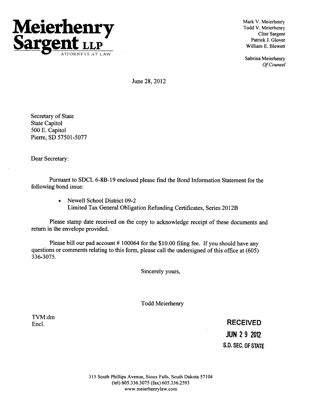 Meierhenry
Sargent LLP
ATTORNEYS AT LAW
Mark V. Meierhenry
Todd V. Meierhenry
Clint Sargent
Patrick J. Glover
William E. Blewett
Sabrina Meierhenry
Of Counsel
June 28, 2012
Secretary of State
State Capitol
500 E. Capitol
Pierre, SD 57501-5077
Dear Secretary:
Pursuant to SDCL 6-8B-19 enclosed please find the Bond Information Statement for the
following bond issue:
• Newell School District 09-2
Limited Tax General Obligation Refunding Certificates, Series 2012B
Please stamp date received on the copy to acknowledge receipt of these documents and
return in the envelope provided.
Please bill our pad account # 100064 for the $10.00 filing fee. If you should have any
questions or comments relating to this form, please call the undersigned of this office at (605)
336-3075.
Sincerely yours,
Todd Meierhenry
TVM:dm
Encl.
RECEIVED
JUN 29 2012
S.D. SEC. OF STATE
315 South Phillips Avenue, Sioux Falls, South Dakota 57104
(tel) 605.336.3075 (fax) 605.336.2593
www.meierhenrylaw.com